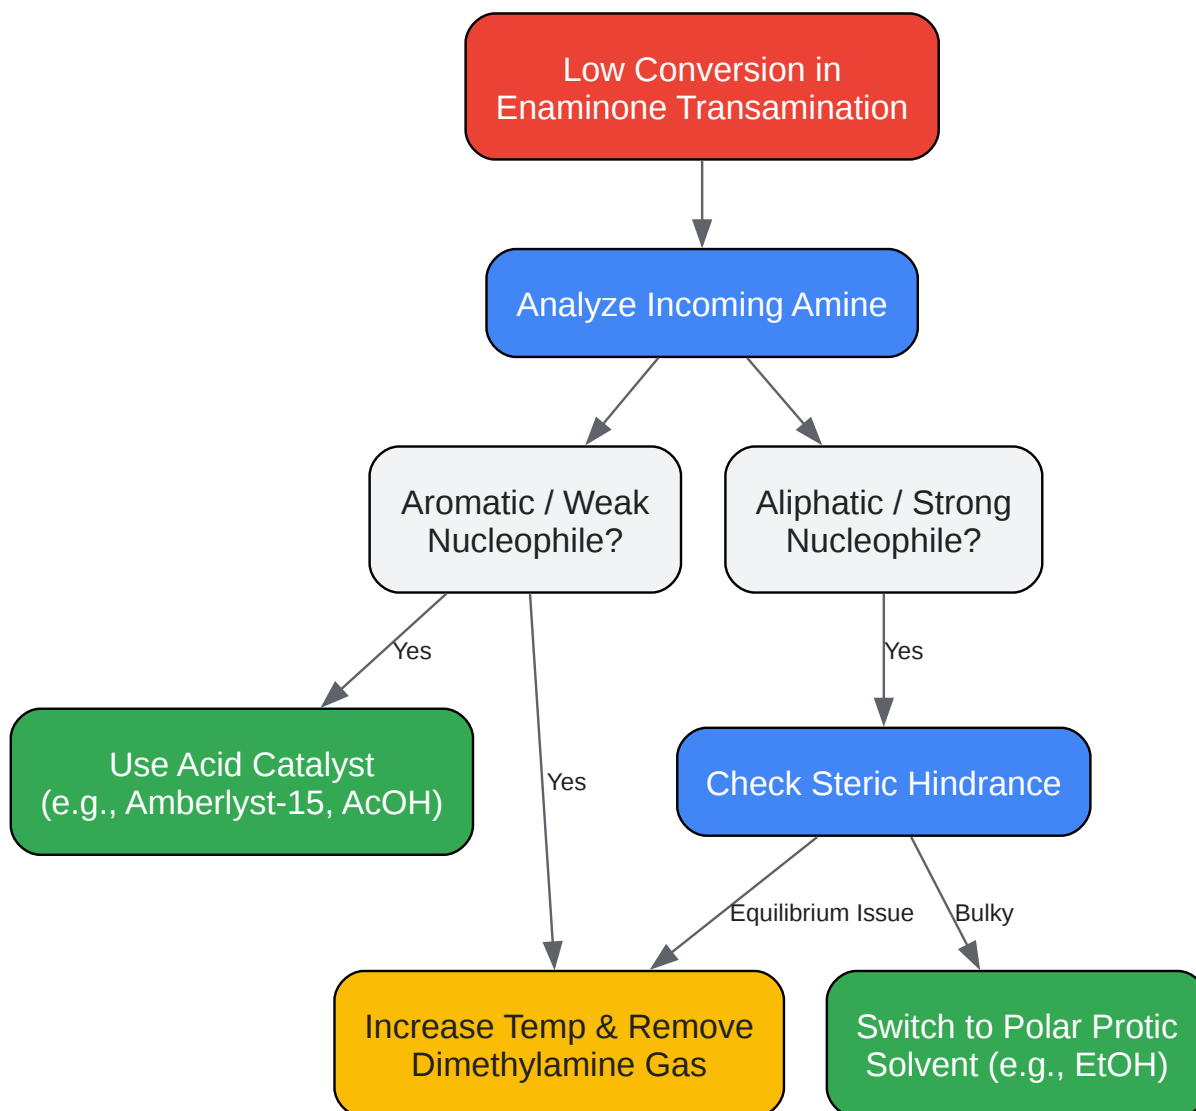 Low Conversion in
Enaminone Transamination
Analyze Incoming Amine
Aromatic / Weak
Nucleophile?
Aliphatic / Strong
Nucleophile?
Yes
Yes
Use Acid Catalyst
(e.g., Amberlyst-15, AcOH)
Yes
Check Steric Hindrance
Equilibrium Issue
Bulky
Increase Temp & Remove
Dimethylamine Gas
Switch to Polar Protic
Solvent (e.g., EtOH)